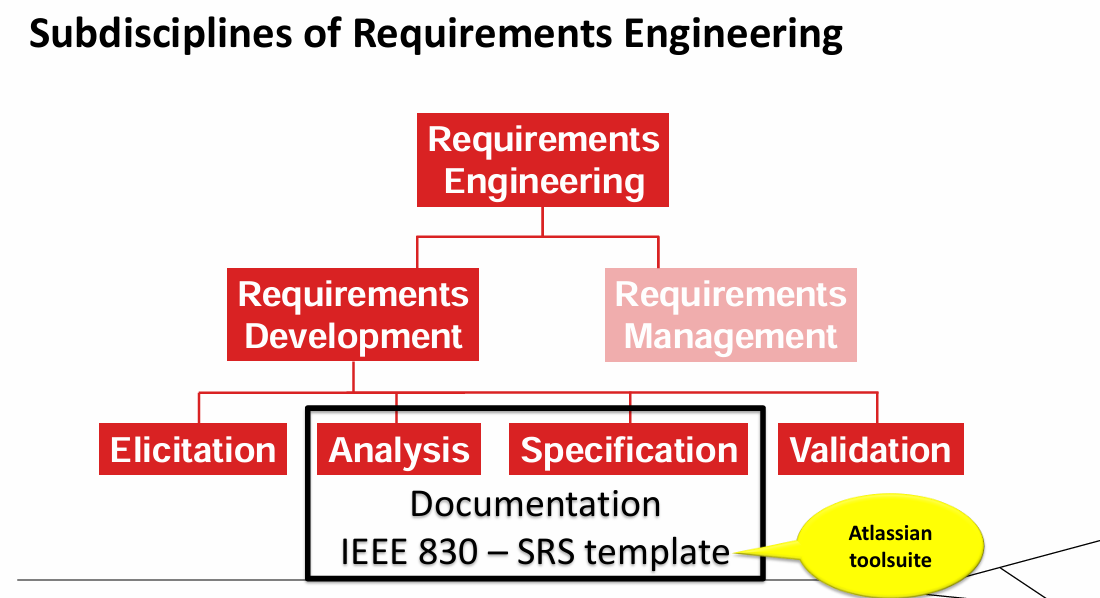 Subdisciplines of Requirements Engineering
Requirements
Engineering
Requirements
Development
Requirements
Management
Elicitation
Analysis
Specification
Validation
Documentation
IEEE 830 – SRS template
Atlassian
toolsuite